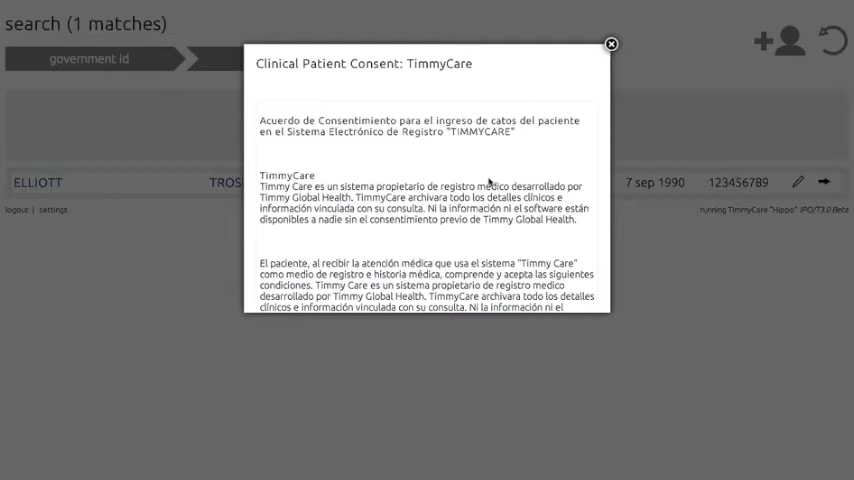 search (1 matches)
government id
Clinical Patient Consent: TimmyCare
Acuerdo de Consentimiento para el ingreso de catos del paciente
en el Sistema Electrónico de Registro "TIMMYCARE"
TimmyCare
Timmy Care es un sistema propietario de registro medico desarrollado por
Timmy Global Health. TimmyCare archivara todo los detalles clínicos e
información vinculada con su consulta. Ni la información ni el software están
disponibles a nadie sin el consentimiento previo de Timmy Global Health.
El paciente, al recibir la atención médica que usa el sistema "Timmy Care"
como medio de registro e historia médica, comprende y acepta las siguientes
condiciones. Timmy Care es un sistema propietario de registro medico
desarrollado por Timmy Global Health. TimmyCare archivara todo los detalles
clínicos e información vinculada con su consulta. Ni la información ni el
ELLIOTT TROS 7 sep 1990 123456789
logout | settings
running TimmyCare "Hippo" IPQ/T3.0 Beta